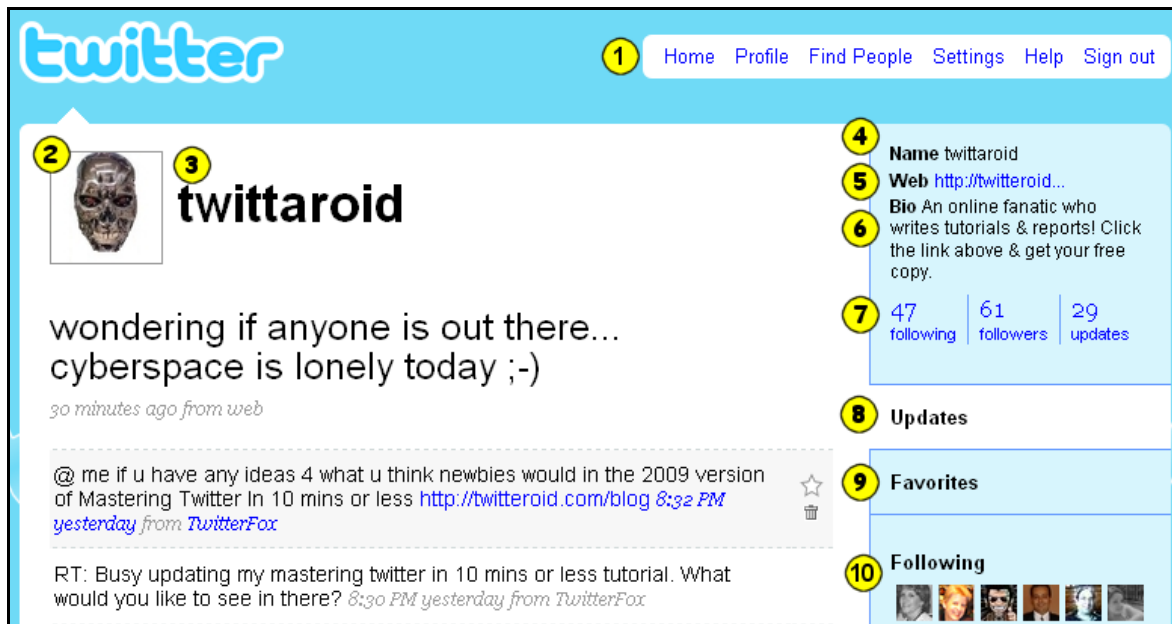 twitter
1 Home Profile Find People Settings Help Sign out
2
3
twittaroid
wondering if anyone is out there...
cyberspace is lonely today ;-)
30 minutes ago from web
@ me if u have any ideas 4 what u think newbies would in the 2009 version
of Mastering Twitter In 10 mins or less http://twitteroid.com/blog 8:32 PM
yesterday from TwitterFox
RT: Busy updating my mastering twitter in 10 mins or less tutorial. What
would you like to see in there? 8:30 PM yesterday from TwitterFox
4
Name twittaroid
5 Web http://twitteroid...
Bio An online fanatic who
6 writes tutorials & reports! Click
the link above & get your free
copy.
7 47 61 29
following followers updates
8 Updates
9 Favorites
10 Following